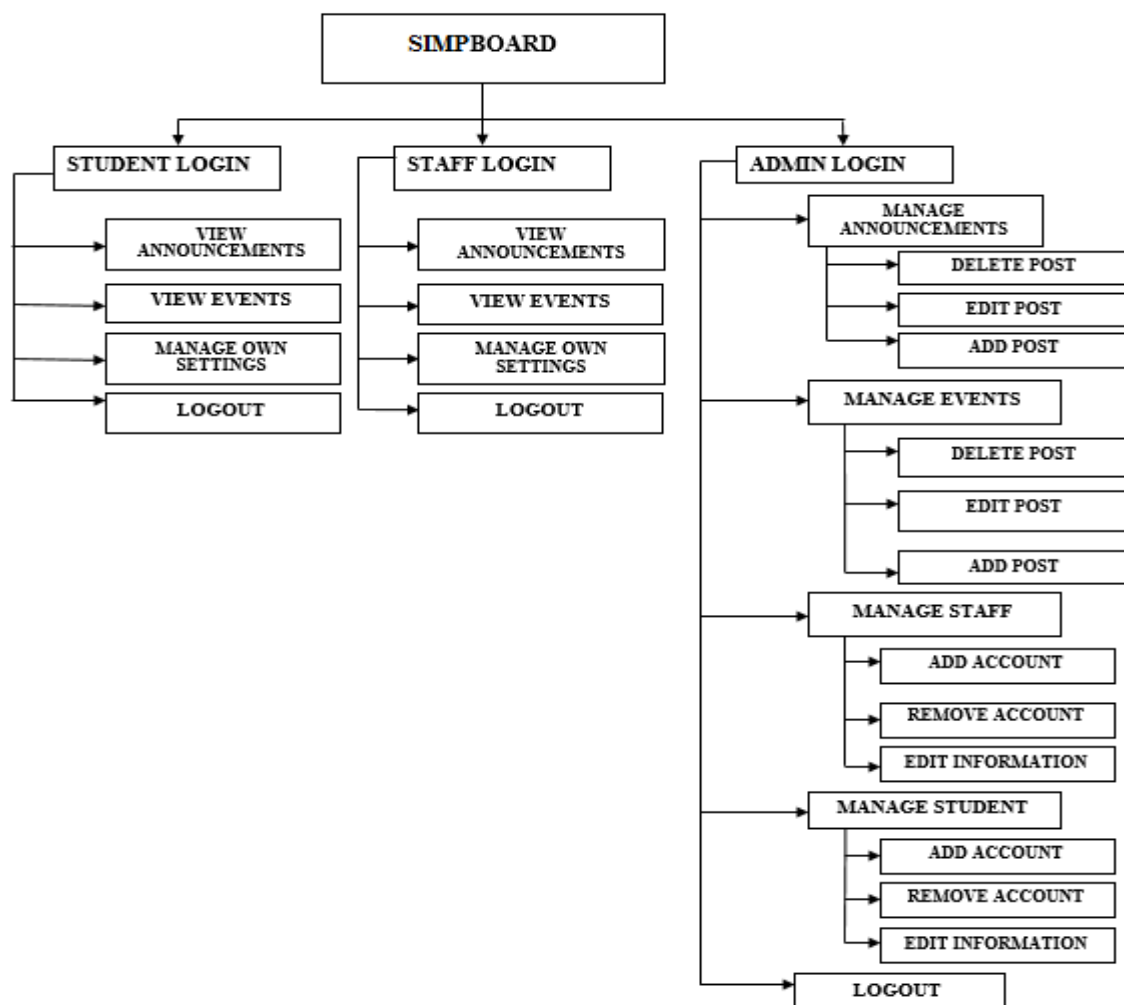 SIMPBOARD
STUDENT LOGIN
VIEW
ANNOUNCEMENTS
VIEW EVENTS
MANAGE OWN
SETTINGS
LOGOUT
STAFF LOGIN
VIEW
ANNOUNCEMENTS
VIEW EVENTS
MANAGE OWN
SETTINGS
LOGOUT
ADMIN LOGIN
MANAGE
ANNOUNCEMENTS
DELETE POST
EDIT POST
ADD POST
MANAGE EVENTS
DELETE POST
EDIT POST
ADD POST
MANAGE STAFF
ADD ACCOUNT
REMOVE ACCOUNT
EDIT INFORMATION
MANAGE STUDENT
ADD ACCOUNT
REMOVE ACCOUNT
EDIT INFORMATION
LOGOUT